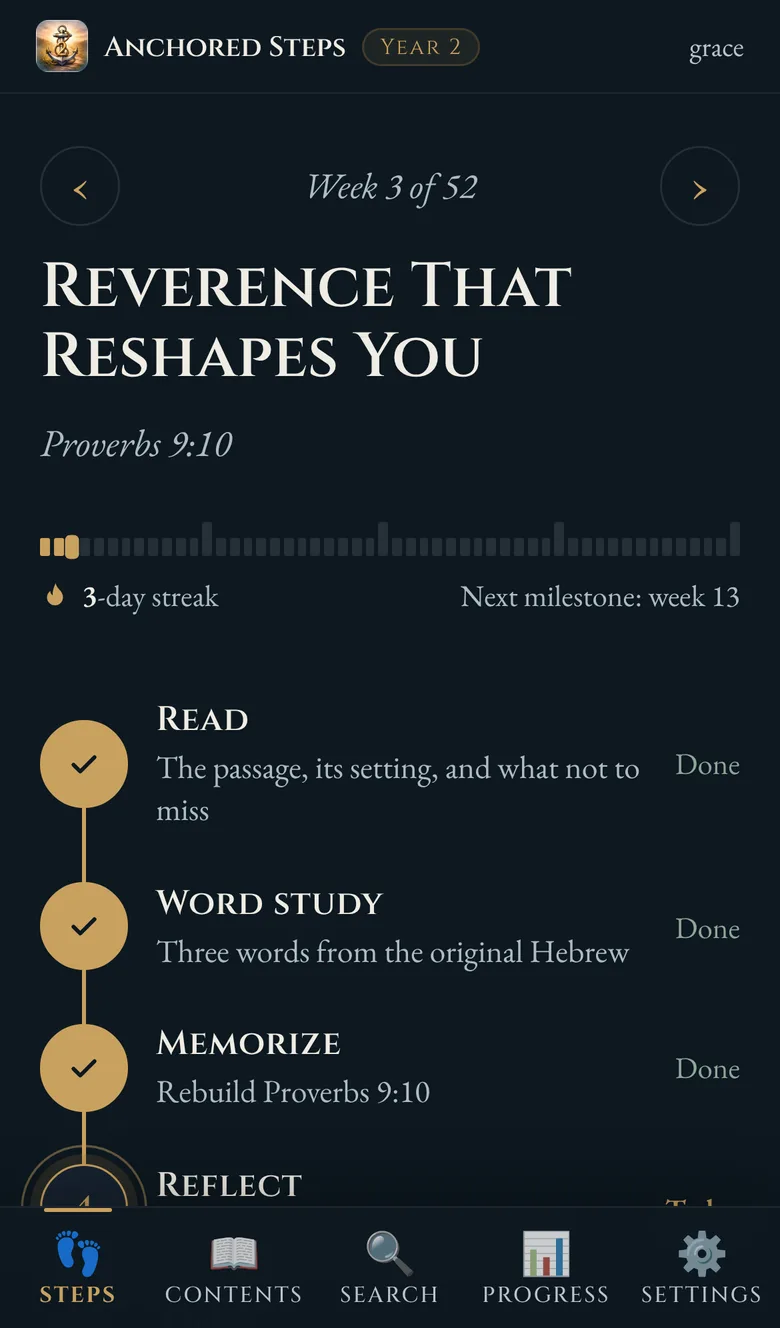 Anchored Steps Year 2 grace
‹ Week 3 of 52 ›
Reverence That
Reshapes You
Proverbs 9:10
3-day streak Next milestone: week 13
Read
The passage, its setting, and what not to
miss
Done
Word study
Three words from the original Hebrew
Done
Memorize
Rebuild Proverbs 9:10
Done
Reflect
4
STEPS CONTENTS SEARCH PROGRESS SETTINGS